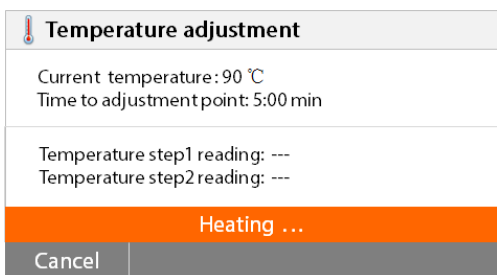 Temperature adjustment
Current temperature: 90 ℃
Time to adjustment point: 5:00 min
Temperature step1 reading: ---
Temperature step2 reading: ---
Heating ...
Cancel